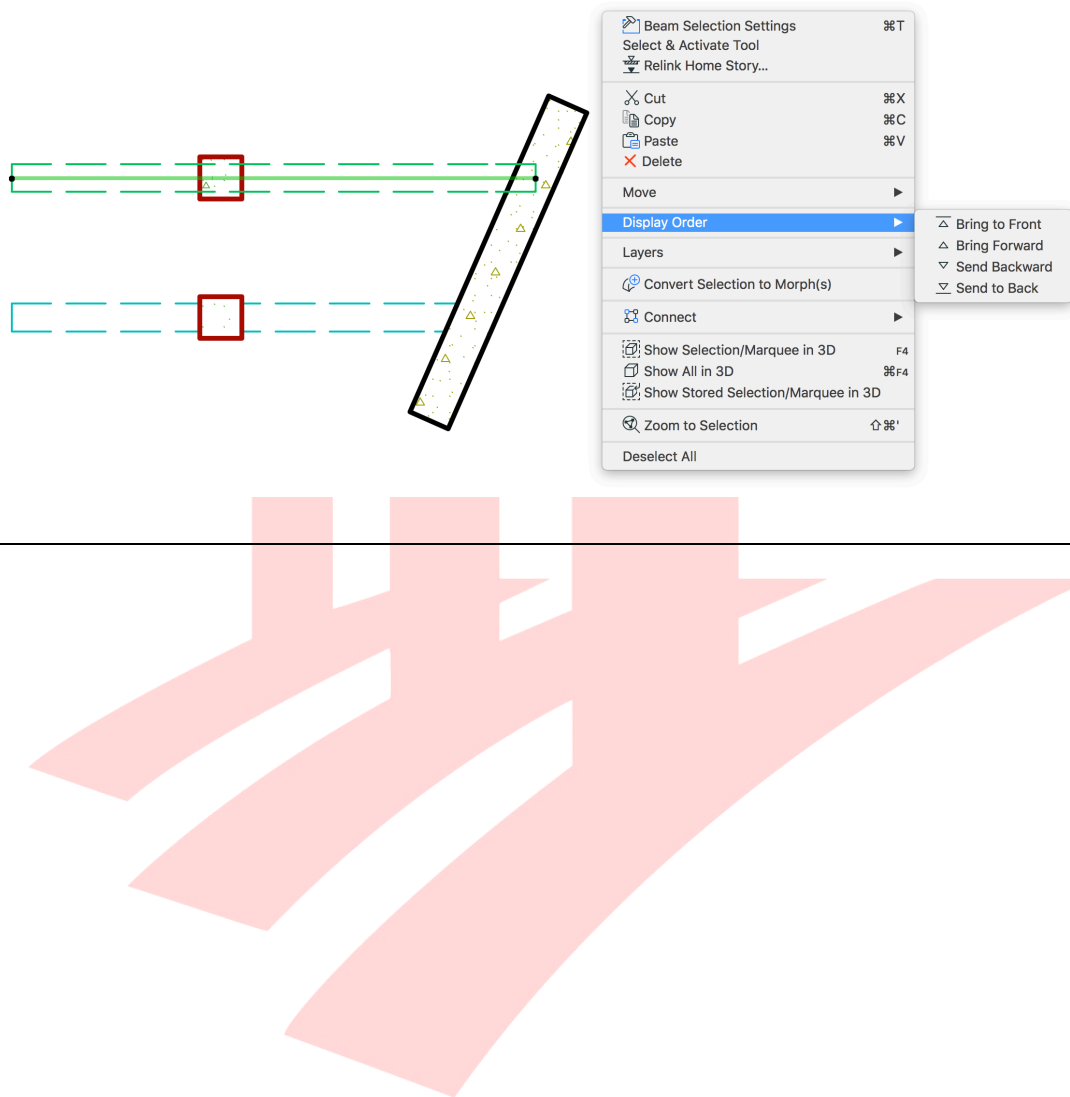 Beam Selection Settings ⌘T
Select & Activate Tool
Relink Home Story...
Cut ⌘X
Copy ⌘C
Paste ⌘V
Delete
Move
Display Order
Layers
Convert Selection to Morph(s)
Connect
Show Selection/Marquee in 3D F4
Show All in 3D ⌘F4
Show Stored Selection/Marquee in 3D
Zoom to Selection ⇧⌘'
Deselect All
Bring to Front
Bring Forward
Send Backward
Send to Back